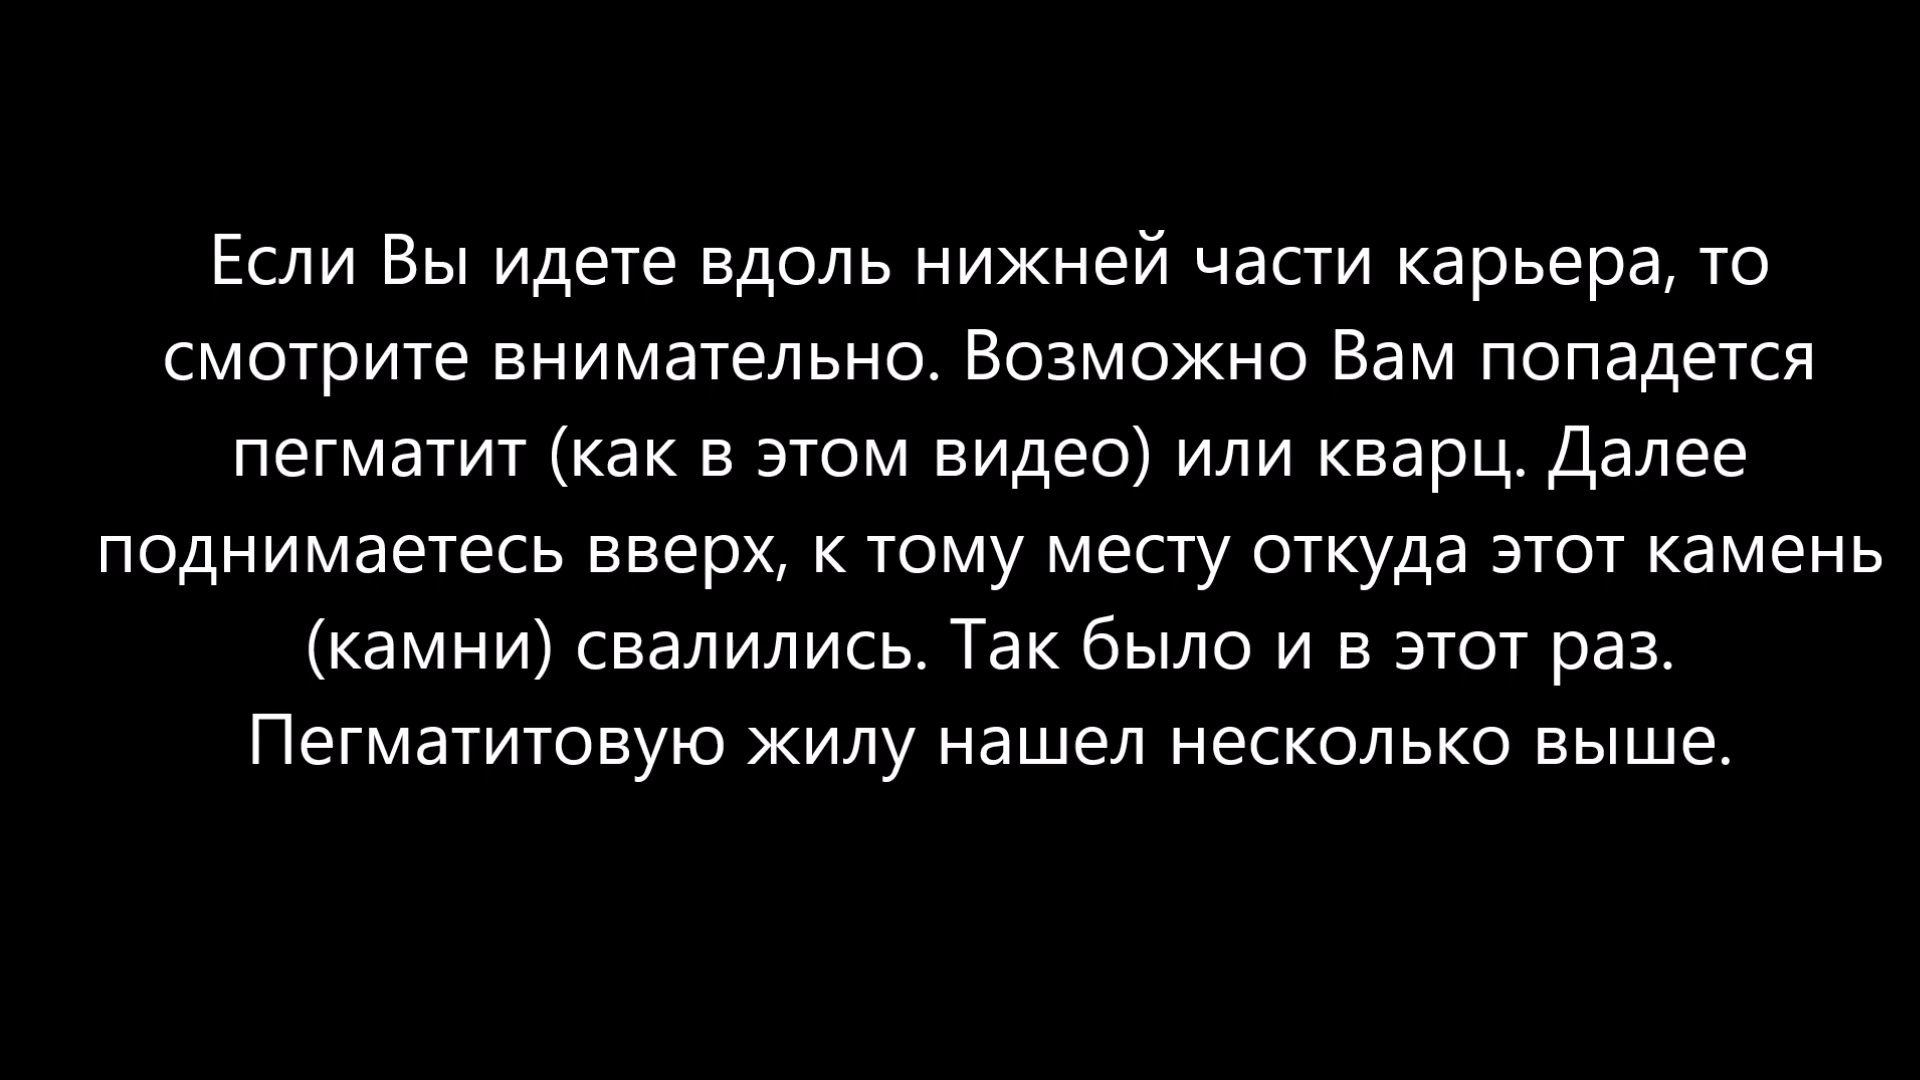 Если Вы идете вдоль нижней части карьера, то
смотрите внимательно. Возможно Вам попадется
пегматит (как в этом видео) или кварц. Далее
поднимаетесь вверх, к тому месту откуда этот камень
(камни) свалились. Так было и в этот раз.
Пегматитовую жилу нашел несколько выше.